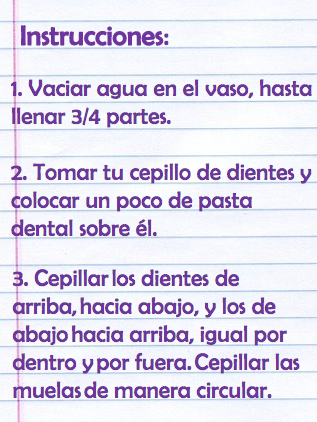 Instrucciones:
1. Vaciar agua en el vaso, hasta
llenar 3/4 partes.
2. Tomar tu cepillo de dientes y
colocar un poco de pasta
dental sobre él.
3. Cepillar los dientes de
arriba, hacia abajo, y los de
abajo hacia arriba, igual por
dentro y por fuera. Cepillar las
muelas de manera circular.